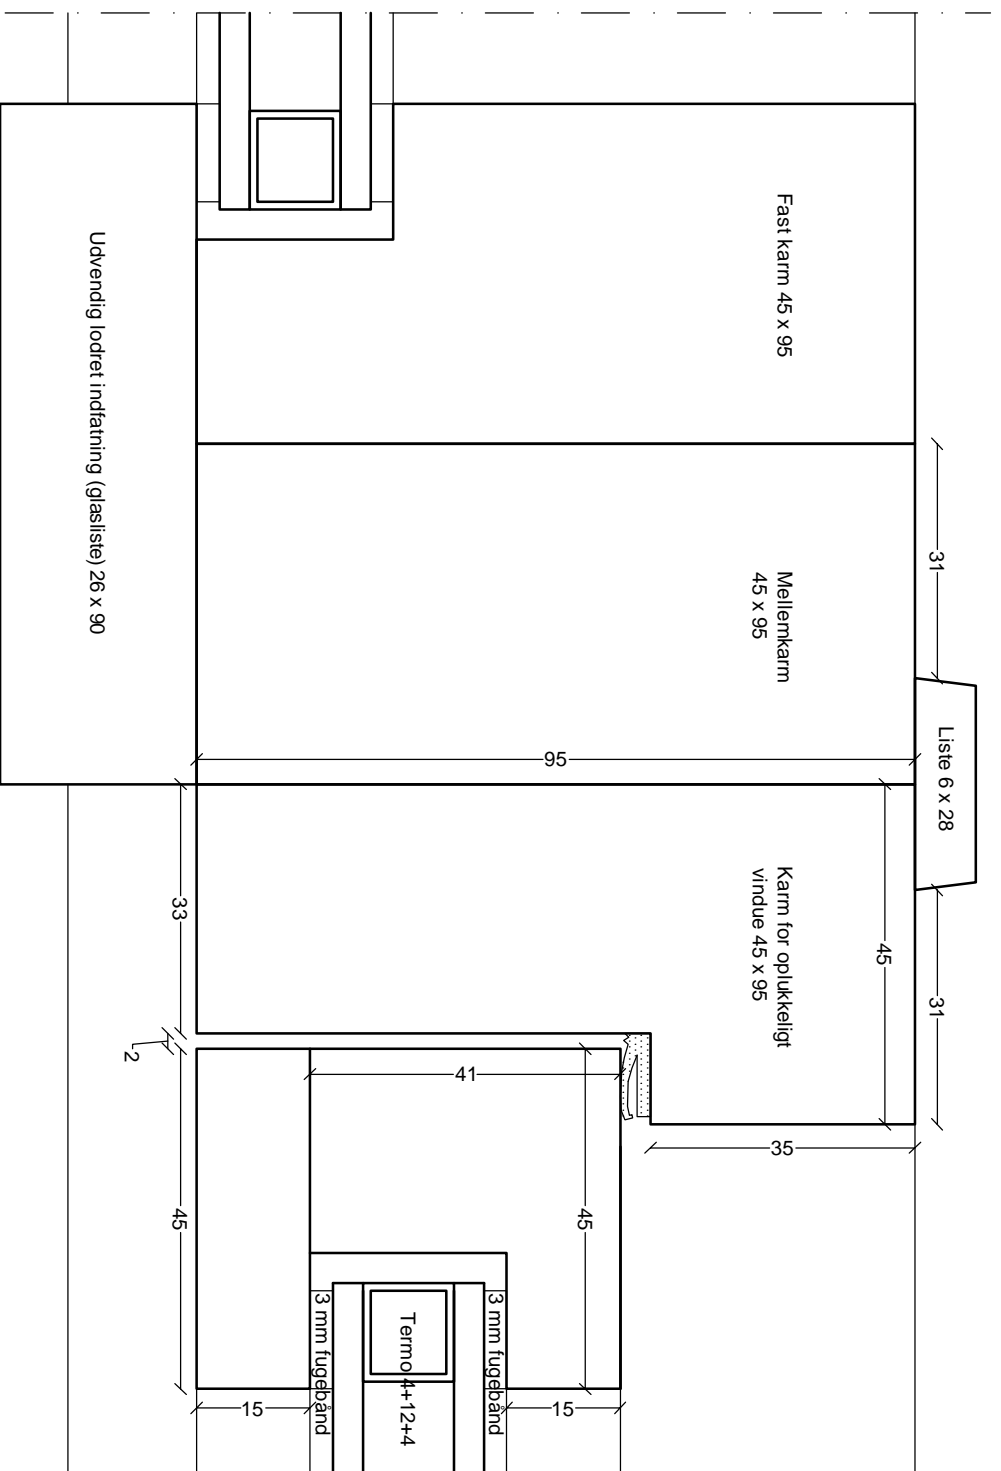 Fast karm 45 x 95
Udvendig lodret indfatning (glasliste) 26 x 90
31
Mellemkarm
45 x 95
95
Liste 6 x 28
Karm for oplukkeligt
vindue 45 x 95
33
45
31
2
41
35
45
45
3 mm fugebånd
Termo 4+12+4
3 mm fugebånd
15
15